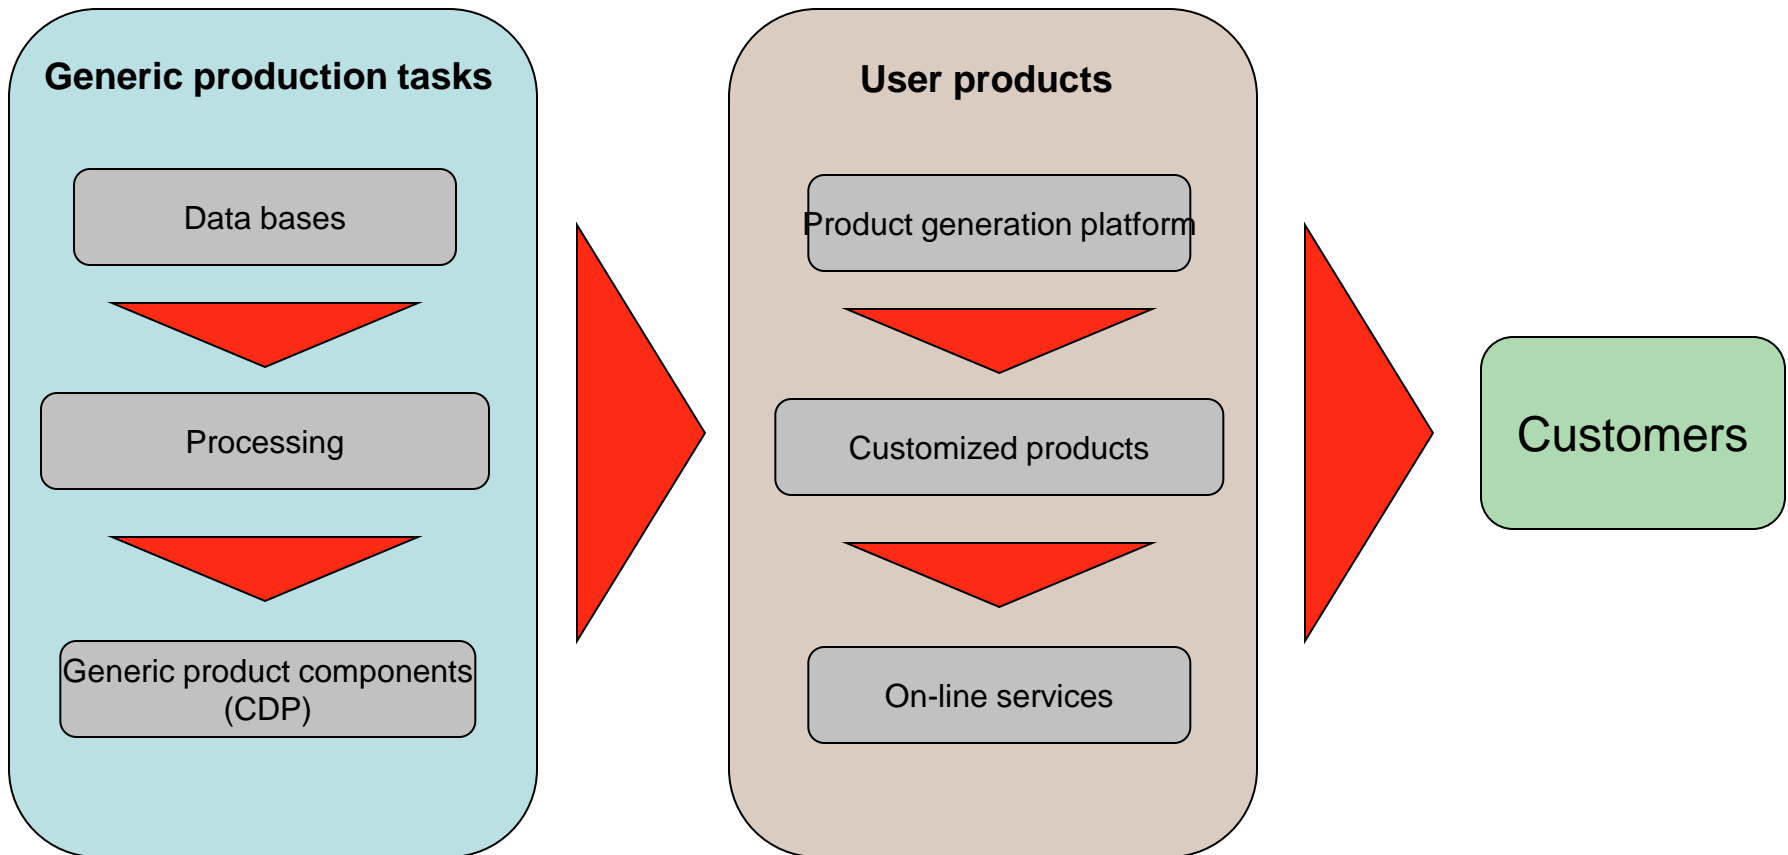 Generic production tasks
Data bases
Processing
Generic product components
(CDP)
User products
Product generation platform
Customized products
On-line services
Customers